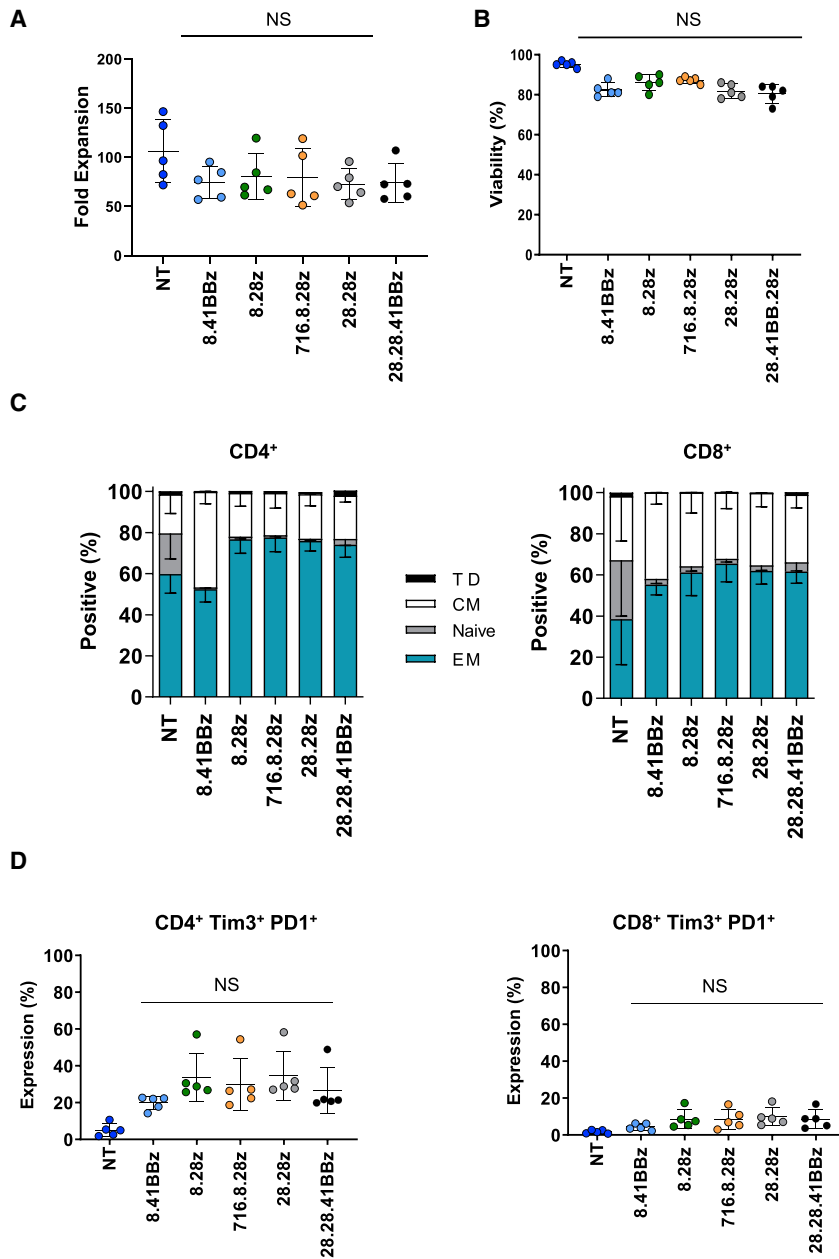 A
NS
Fold Expansion
200
150
100
50
0
NT
8.41BBz
8.28z
716.8.28z
28.28z
28.28.41BBz
B
NS
Viability (%)
100
80
60
40
20
0
NT
8.41BBz
8.28z
716.8.28z
28.28z
28.41BB.28z
C
CD4⁺
Positive (%)
100
80
60
40
20
0
NT
8.41BBz
8.28z
716.8.28z
28.28z
28.28.41BBz
T D
CM
Naive
EM
CD8⁺
Positive (%)
100
80
60
40
20
0
NT
8.41BBz
8.28z
716.8.28z
28.28z
28.28.41BBz
D
CD4⁺ Tim3⁺ PD1⁺
NS
Expression (%)
100
80
60
40
20
0
NT
8.41BBz
8.28z
716.8.28z
28.28z
28.28.41BBz
CD8⁺ Tim3⁺ PD1⁺
NS
Expression (%)
100
80
60
40
20
0
NT
8.41BBz
8.28z
716.8.28z
28.28z
28.28.41BBz